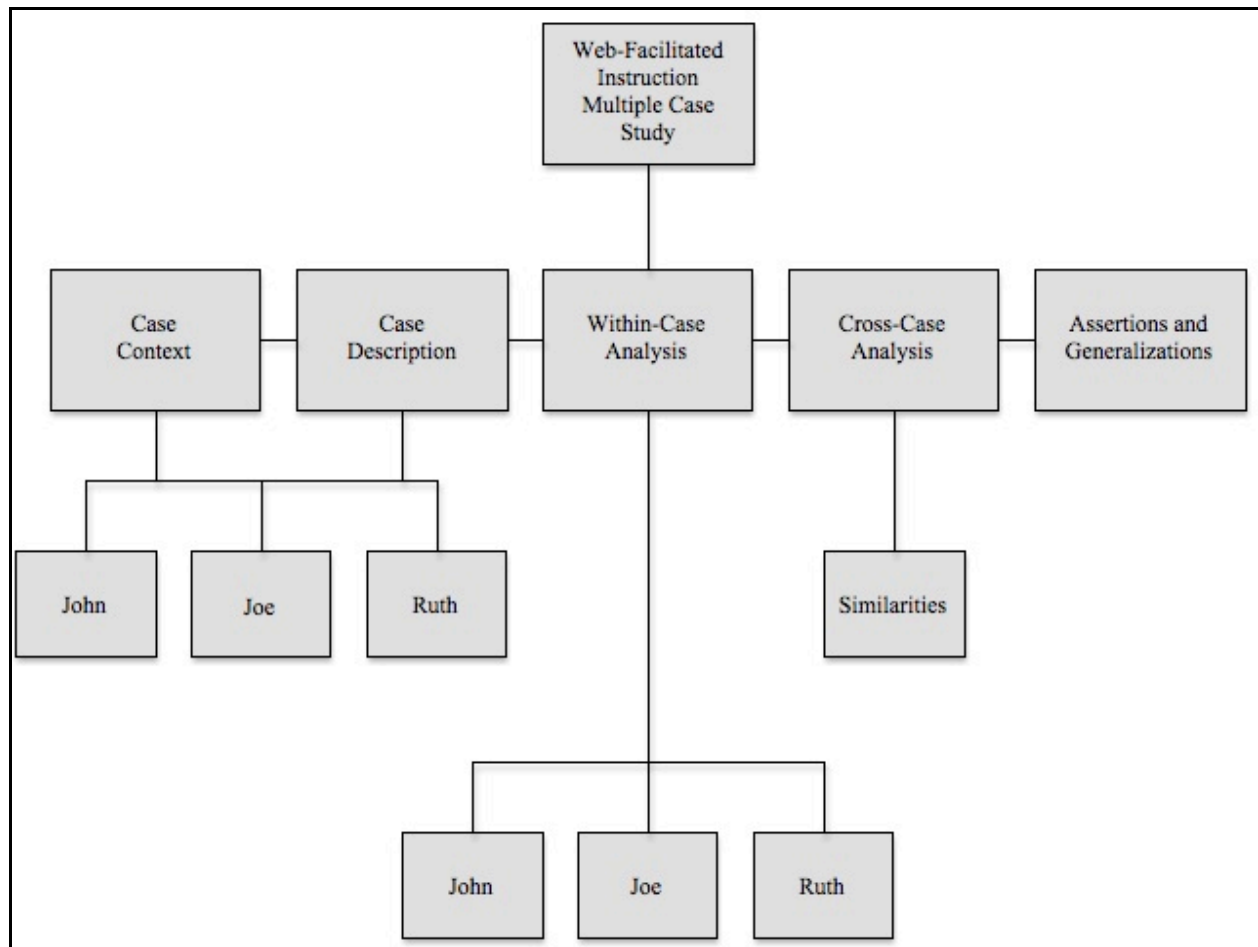 Web-Facilitated
Instruction
Multiple Case
Study
Case
Context
Case
Description
Within-Case
Analysis
Cross-Case
Analysis
Assertions and
Generalizations
John
Joe
Ruth
Similarities
John
Joe
Ruth